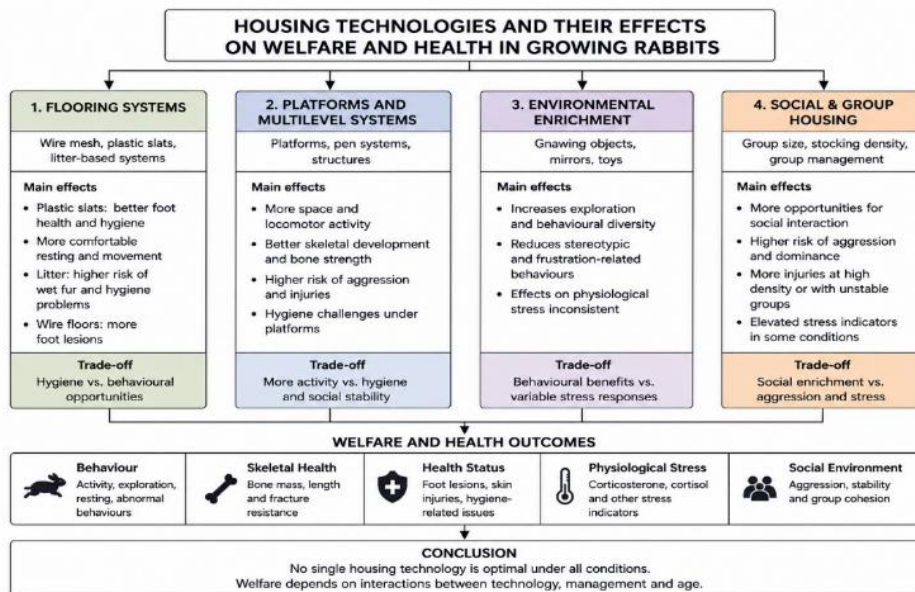 HOUSING TECHNOLOGIES AND THEIR EFFECTS
ON WELFARE AND HEALTH IN GROWING RABBITS
1. FLOORING SYSTEMS
Wire mesh, plastic slats,
litter-based systems
Main effects
• Plastic slats: better foot
health and hygiene
• More comfortable
resting and movement
• Litter: higher risk of
wet fur and hygiene
problems
• Wire floors: more
foot lesions
Trade-off
Hygiene vs. behavioural
opportunities
2. PLATFORMS AND
MULTILEVEL SYSTEMS
Platforms, pen systems,
structures
Main effects
• More space and
locomotor activity
• Better skeletal development
and bone strength
• Higher risk of aggression
and injuries
• Hygiene challenges under
platforms
Trade-off
More activity vs. hygiene
and social stability
3. ENVIRONMENTAL
ENRICHMENT
Gnawing objects,
mirrors, toys
Main effects
• Increases exploration and
behavioural diversity
• Reduces stereotypic
and frustration-related
behaviours
• Effects on physiological
stress inconsistent
Trade-off
Behavioural benefits vs.
variable stress responses
4. SOCIAL & GROUP
HOUSING
Group size, stocking density,
group management
Main effects
• More opportunities for
social interaction
• Higher risk of aggression
and dominance
• More injuries at high
density or with unstable
groups
• Elevated stress indicators
in some conditions
Trade-off
Social enrichment vs.
aggression and stress
WELFARE AND HEALTH OUTCOMES
Behaviour
Activity, exploration,
resting, abnormal
behaviours
Skeletal Health
Bone mass, length
and fracture
resistance
Health Status
Foot lesions, skin
injuries, hygiene-
related issues
Physiological Stress
Corticosterone, cortisol
and other stress
indicators
Social Environment
Aggression, stability
and group cohesion
CONCLUSION
No single housing technology is optimal under all conditions.
Welfare depends on interactions between technology, management and age.